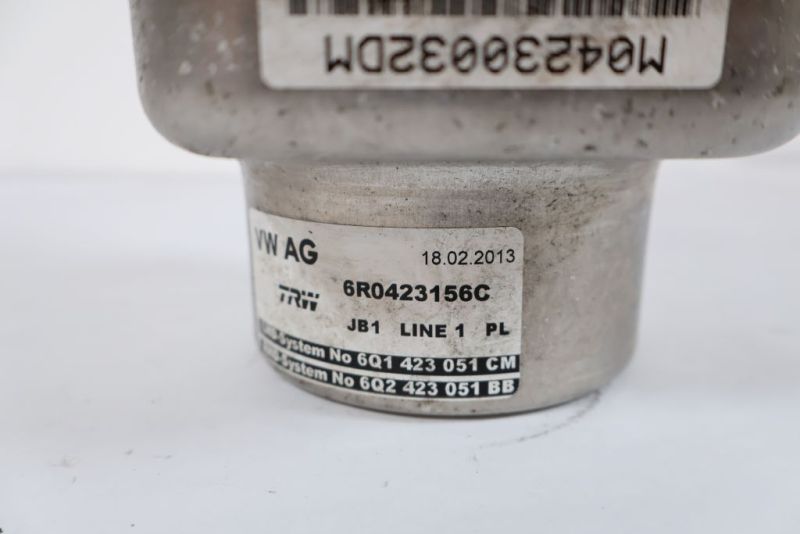 M04230032DM
VW AG 18.02.2013
TRW 6R0423156C
JB1 LINE 1 PL
-System No 6Q1 423 051 CM
-System No 6Q2 423 051 BB